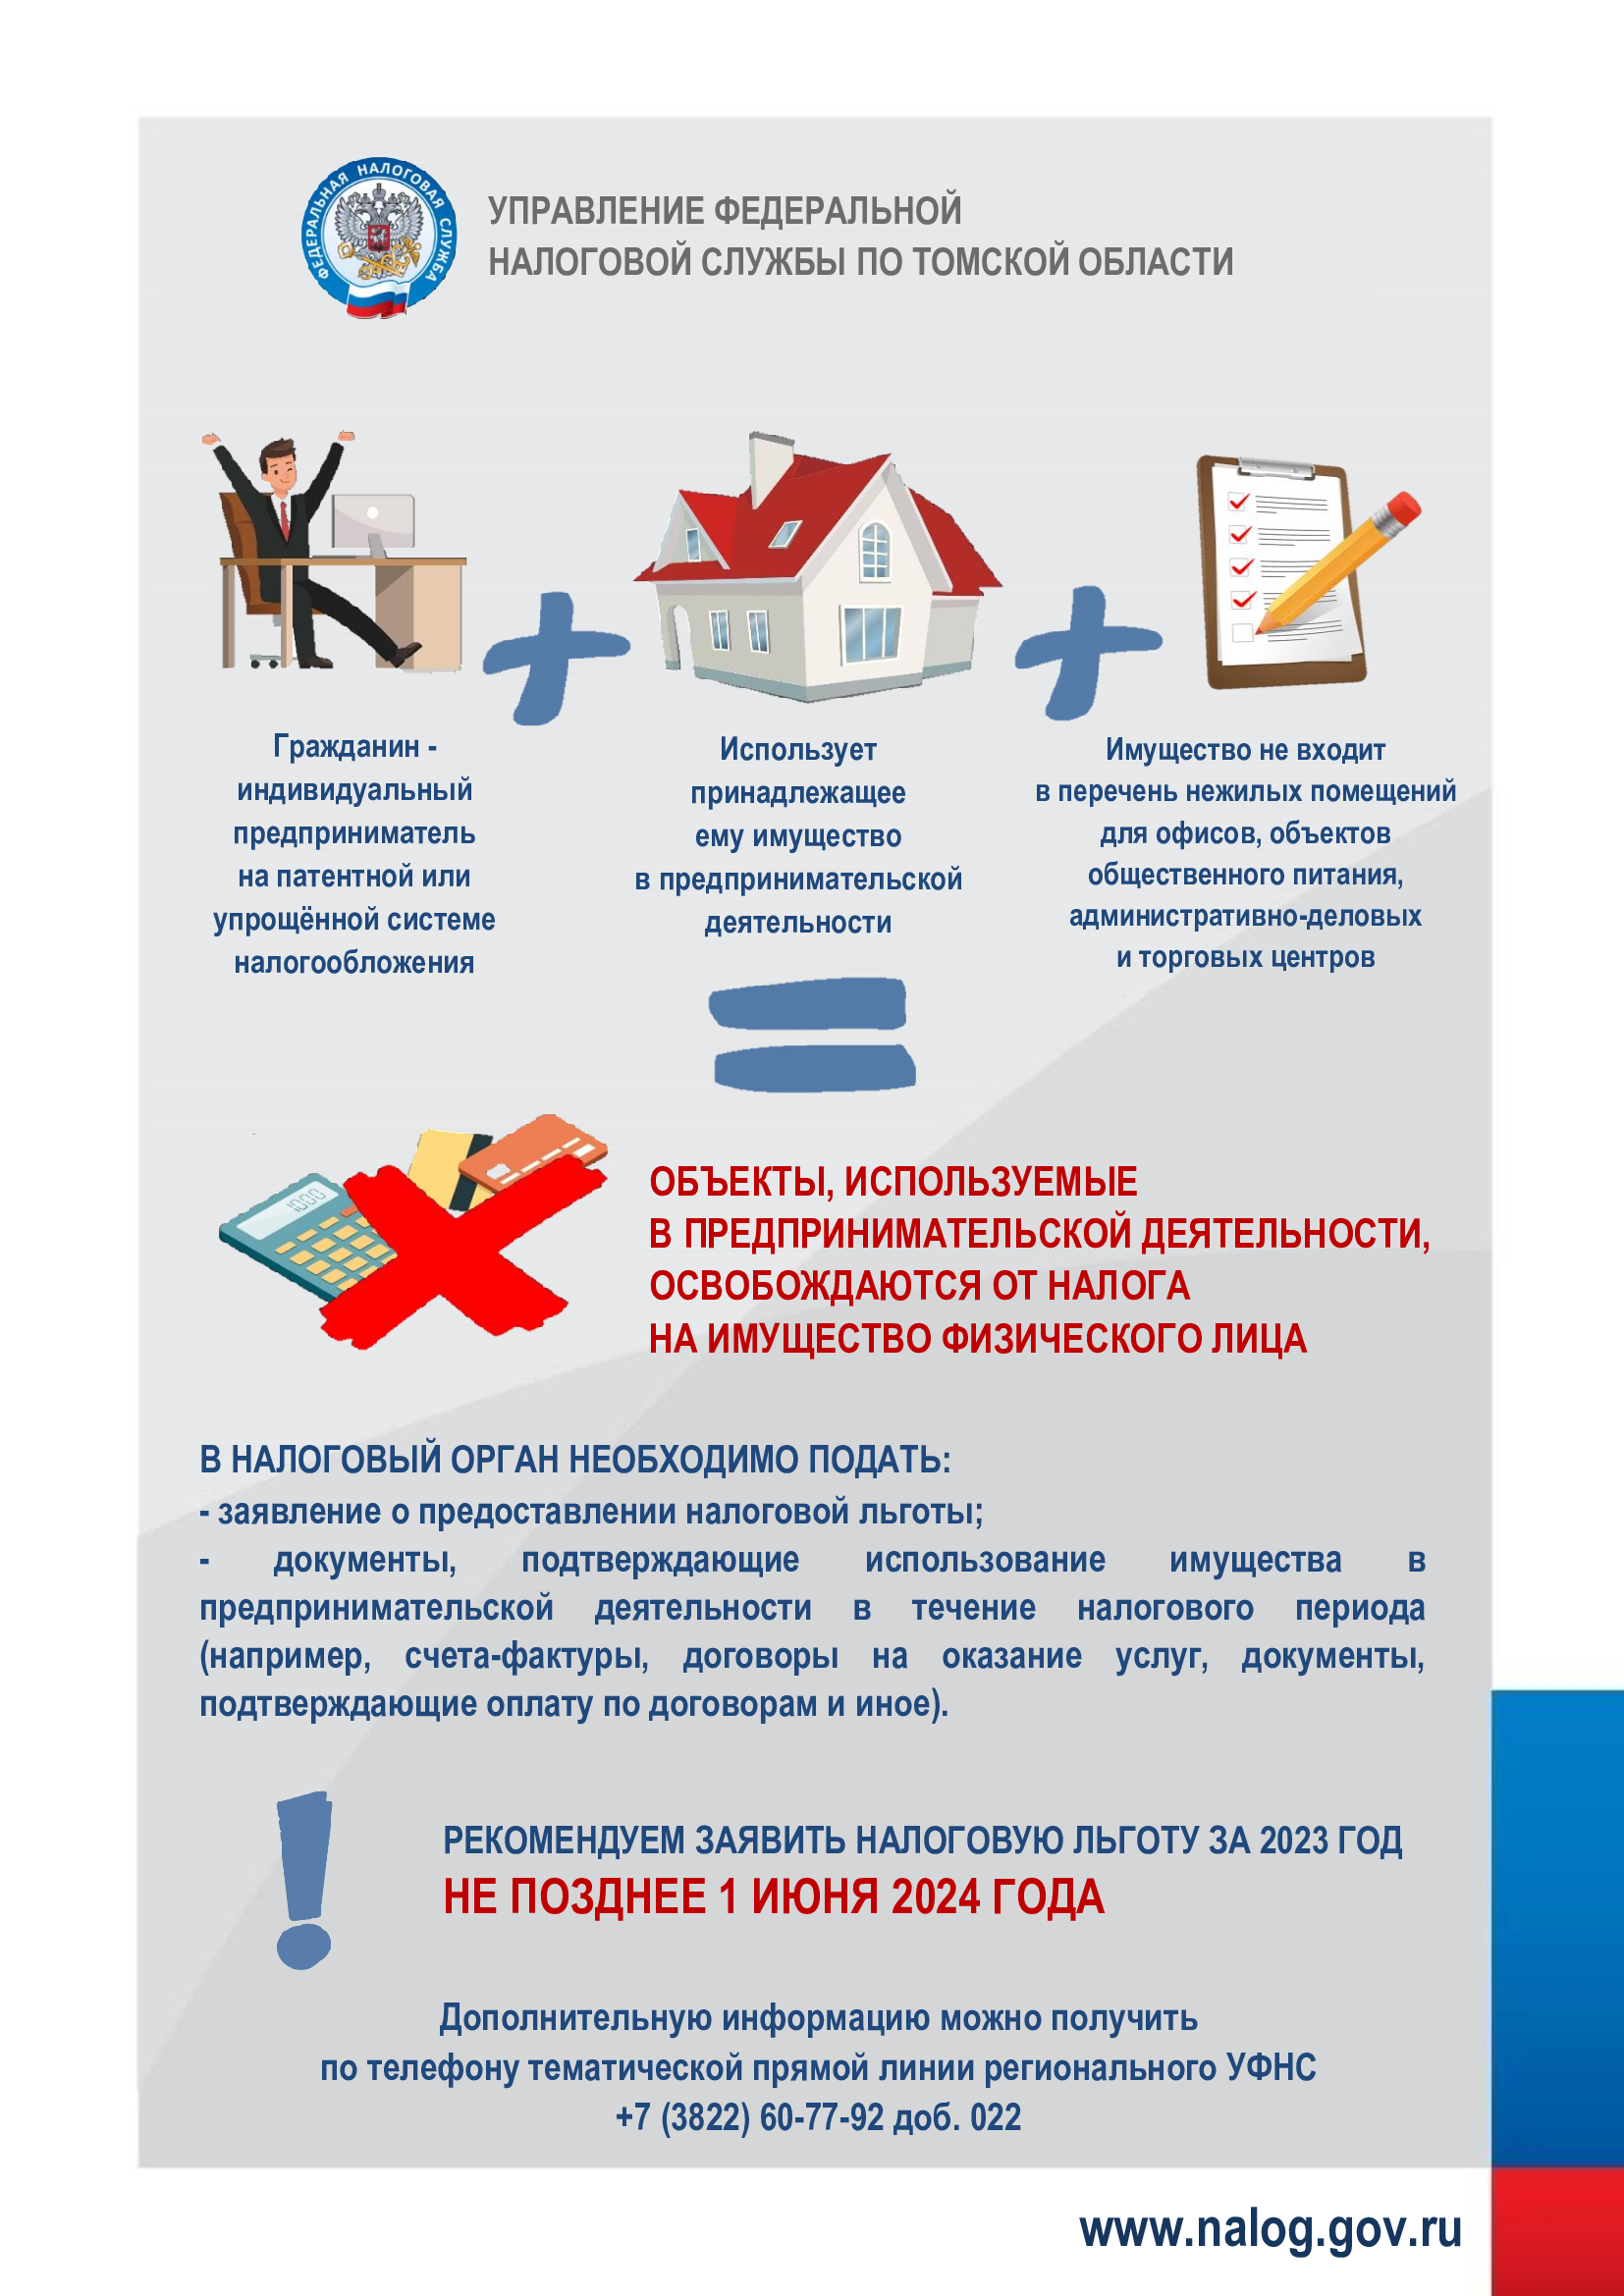 ФЕДЕРАЛЬНАЯ НАЛОГОВАЯ СЛУЖБА
УПРАВЛЕНИЕ ФЕДЕРАЛЬНОЙ
НАЛОГОВОЙ СЛУЖБЫ ПО ТОМСКОЙ ОБЛАСТИ
Гражданин -
индивидуальный
предприниматель
на патентной или
упрощённой системе
налогообложения
Использует
принадлежащее
ему имущество
в предпринимательской
деятельности
Имущество не входит
в перечень нежилых помещений
для офисов, объектов
общественного питания,
административно-деловых
и торговых центров
1000
ОБЪЕКТЫ, ИСПОЛЬЗУЕМЫЕ
В ПРЕДПРИНИМАТЕЛЬСКОЙ ДЕЯТЕЛЬНОСТИ,
ОСВОБОЖДАЮТСЯ ОТ НАЛОГА
НА ИМУЩЕСТВО ФИЗИЧЕСКОГО ЛИЦА
В НАЛОГОВЫЙ ОРГАН НЕОБХОДИМО ПОДАТЬ:
- заявление о предоставлении налоговой льготы;
- документы, подтверждающие использование имущества в
предпринимательской деятельности в течение налогового периода
(например, счета-фактуры, договоры на оказание услуг, документы,
подтверждающие оплату по договорам и иное).
РЕКОМЕНДУЕМ ЗАЯВИТЬ НАЛОГОВУЮ ЛЬГОТУ ЗА 2023 ГОД
НЕ ПОЗДНЕЕ 1 ИЮНЯ 2024 ГОДА
Дополнительную информацию можно получить
по телефону тематической прямой линии регионального УФНС
+7 (3822) 60-77-92 доб. 022
www.nalog.gov.ru